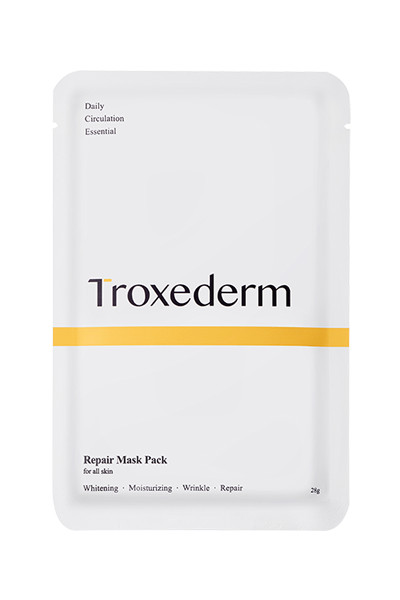 Daily
Circulation
Essential
Troxederm
Repair Mask Pack
for all skin
Whitening · Moisturizing · Wrinkle · Repair
28g